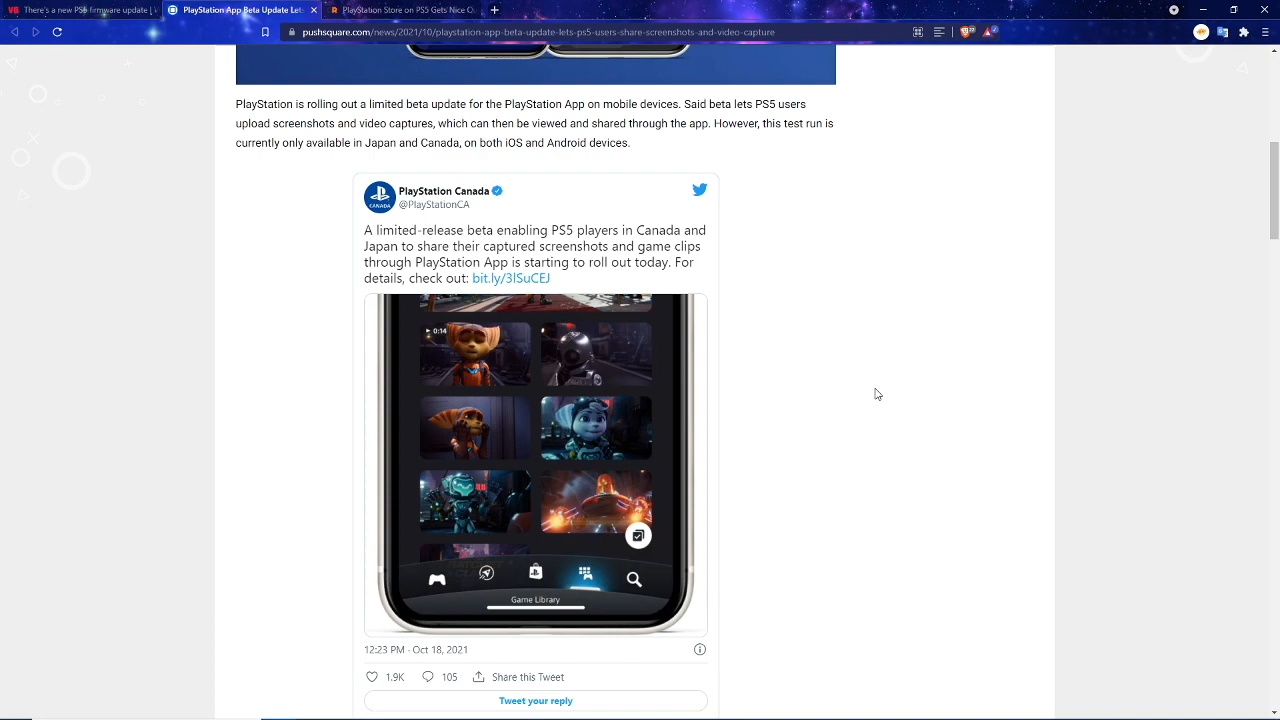 There's a new PS5 firmware update [
PlayStation App Beta Update Lets
PlayStation Store on PS5 Gets Nice O
pushsquare.com/news/2021/10/playstation-app-beta-update-lets-ps5-users-share-screenshots-and-video-capture
PlayStation is rolling out a limited beta update for the PlayStation App on mobile devices. Said beta lets PS5 users
upload screenshots and video captures, which can then be viewed and shared through the app. However, this test run is
currently only available in Japan and Canada, on both iOS and Android devices.
PlayStation Canada
@PlayStationCA
CANADA
A limited-release beta enabling PS5 players in Canada and
Japan to share their captured screenshots and game clips
through PlayStation App is starting to roll out today. For
details, check out: bit.ly/3lSuCEJ
0:14
Game Library
12:23 PM · Oct 18, 2021
1.9K 105 Share this Tweet
Tweet your reply